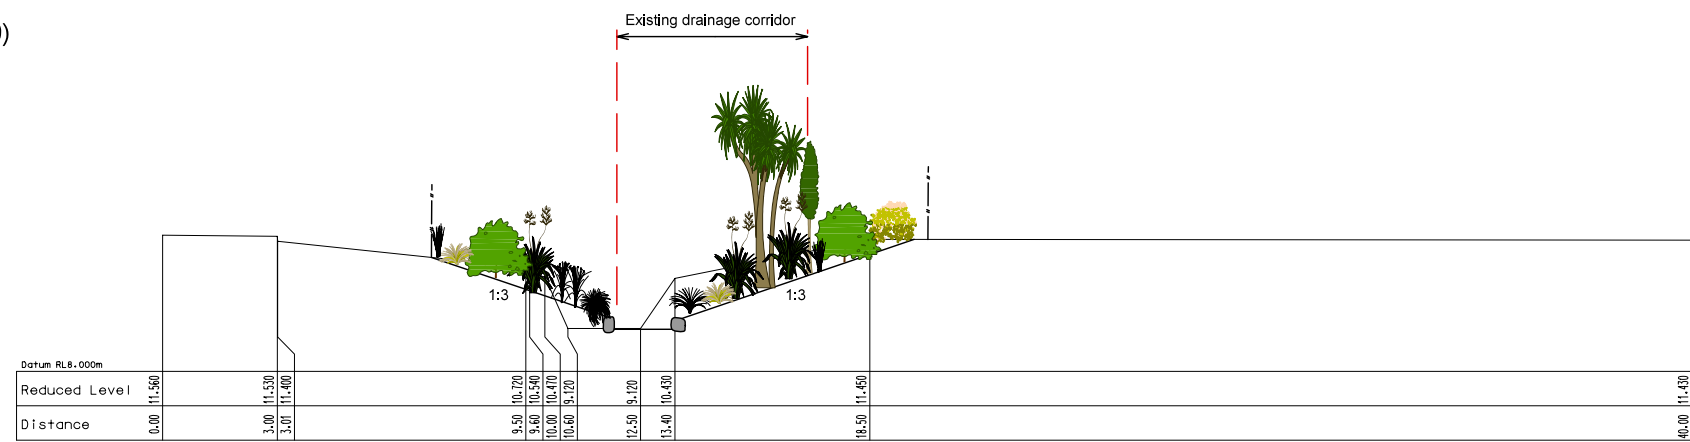 Existing drainage corridor
)
1:3 1:3
Datum RL8.000m
Reduced Level 11.560 11.530 11.400 10.720 10.540 10.470 9.120 9.120 10.430 11.450 11.430
Distance 0.00 3.00 3.01 9.50 9.60 10.00 10.60 12.50 13.40 18.50 40.00